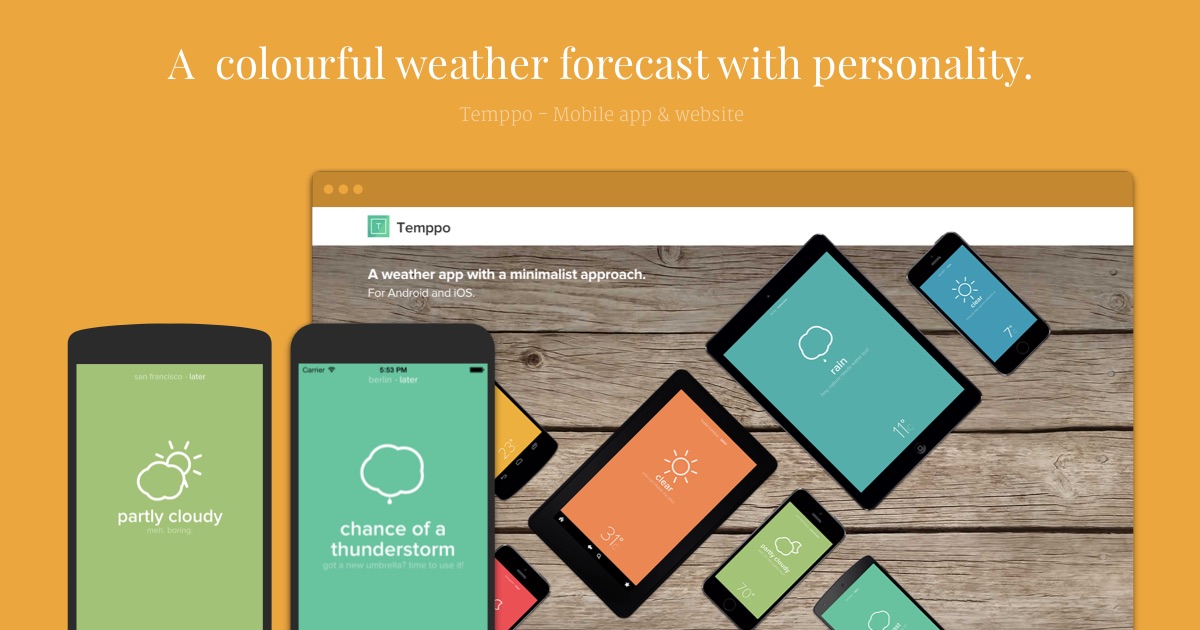 A colourful weather forecast with personality.
Temppo – Mobile app & website
T
Temppo
A weather app with a minimalist approach.
For Android and iOS.
san francisco · later
partly cloudy
meh, boring.
Carrier
5:53 PM
berlin · later
chance of a
thunderstorm
got a new umbrella? time to use it!
23°
clear
31°
rain
11°
clear
7°
partly cloudy
70°